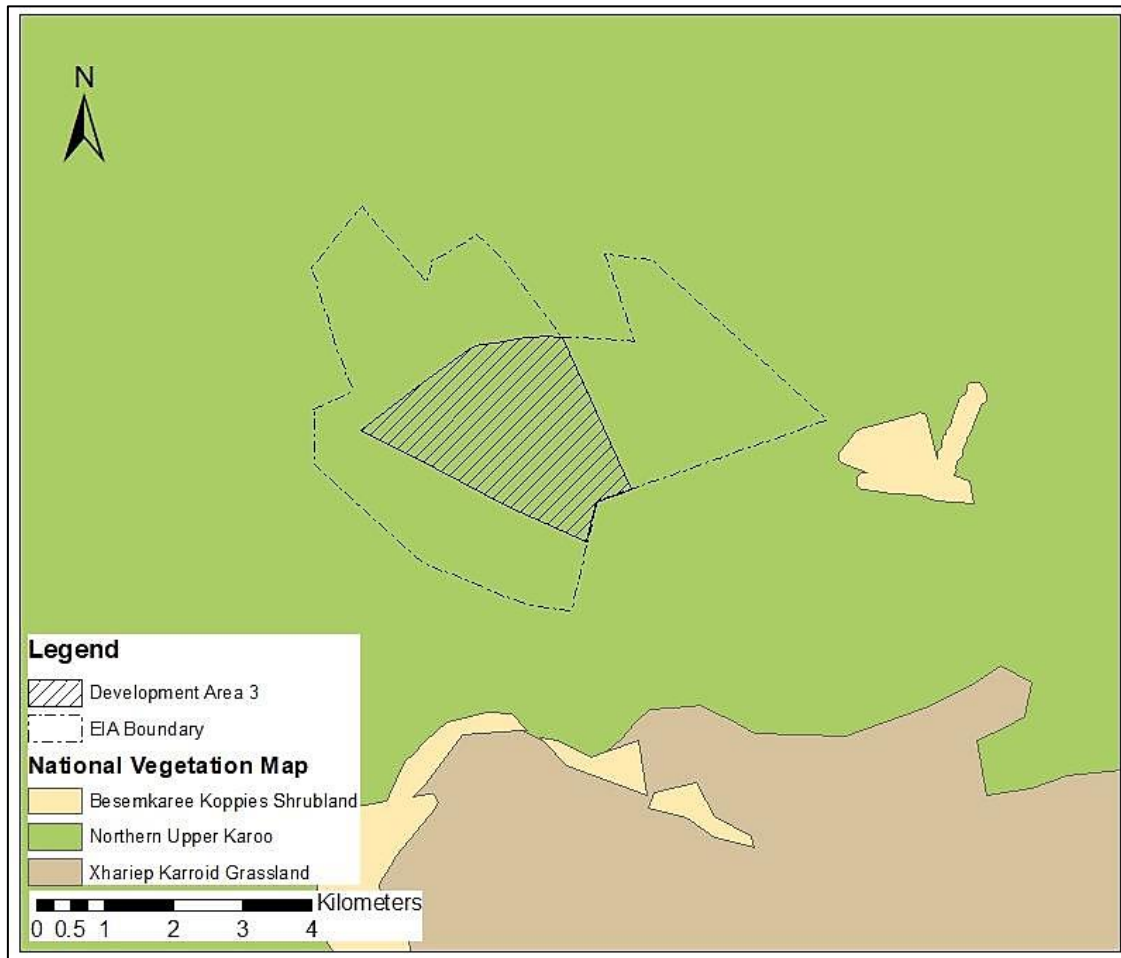 N
Legend
Development Area 3
EIA Boundary
National Vegetation Map
Besemkaree Koppies Shrubland
Northern Upper Karoo
Xhariep Karroid Grassland
Kilometers
0 0.5 1 2 3 4